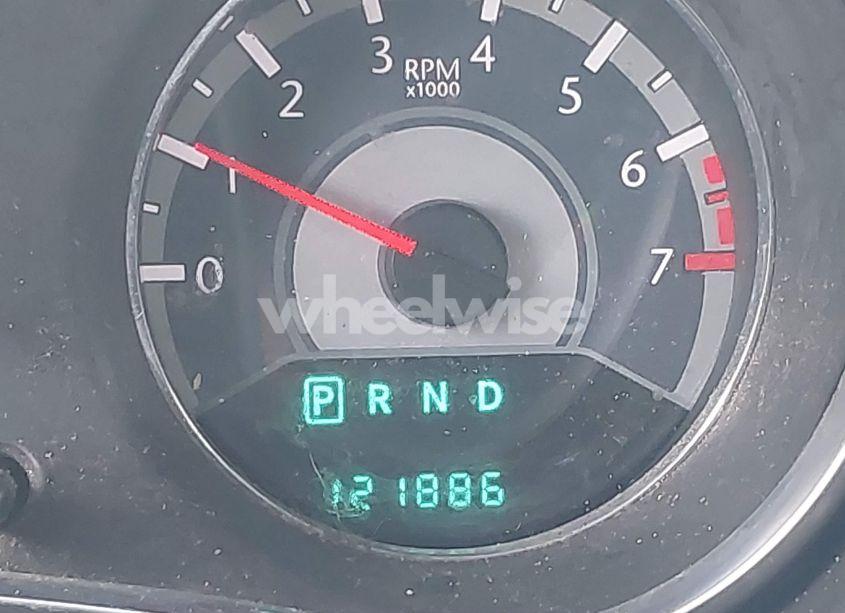 3 RPM 4
x1000
2 5
1 6
0 7
wheelwise
P R N D
121886